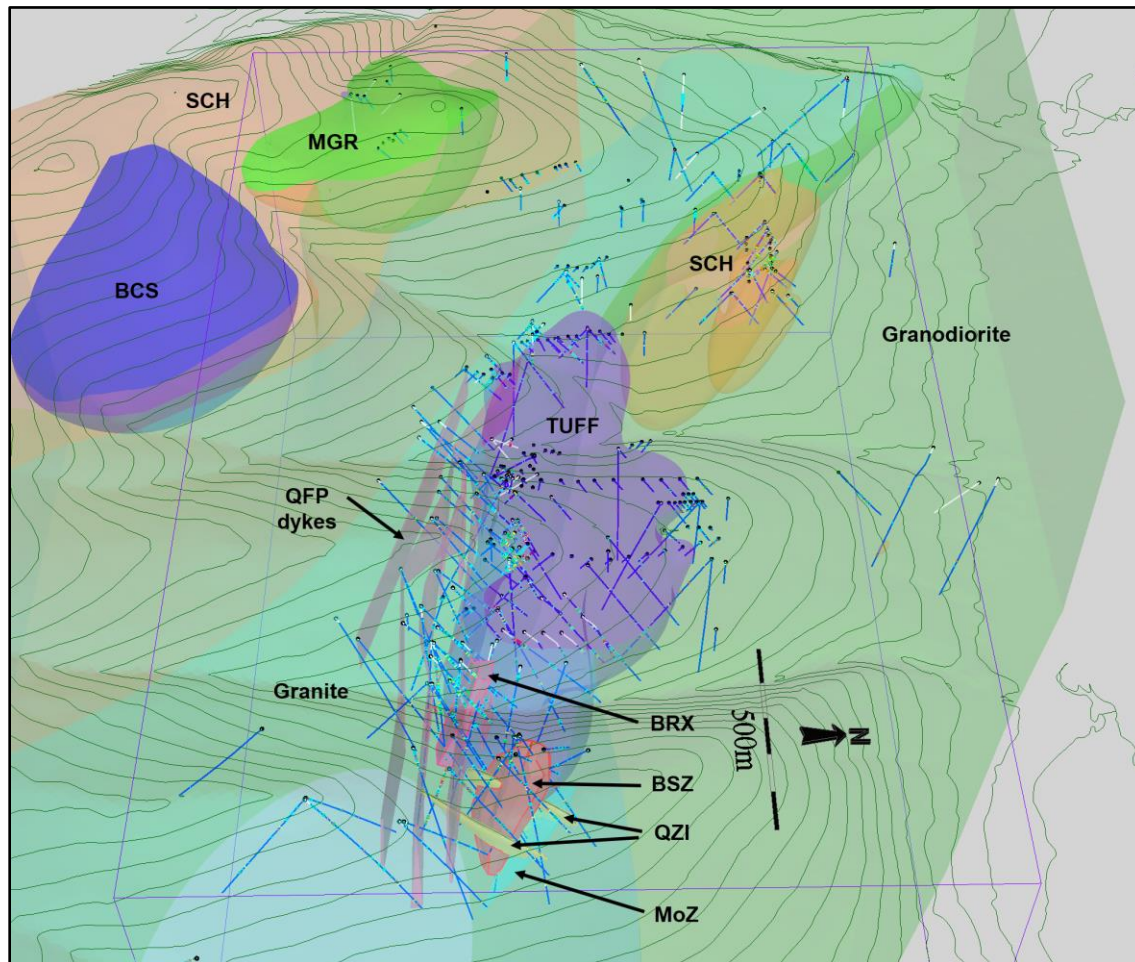 SCH
MGR
BCS
SCH
Granodiorite
TUFF
QFP
dykes
Granite
BRX
500m
N
BSZ
QZI
MoZ